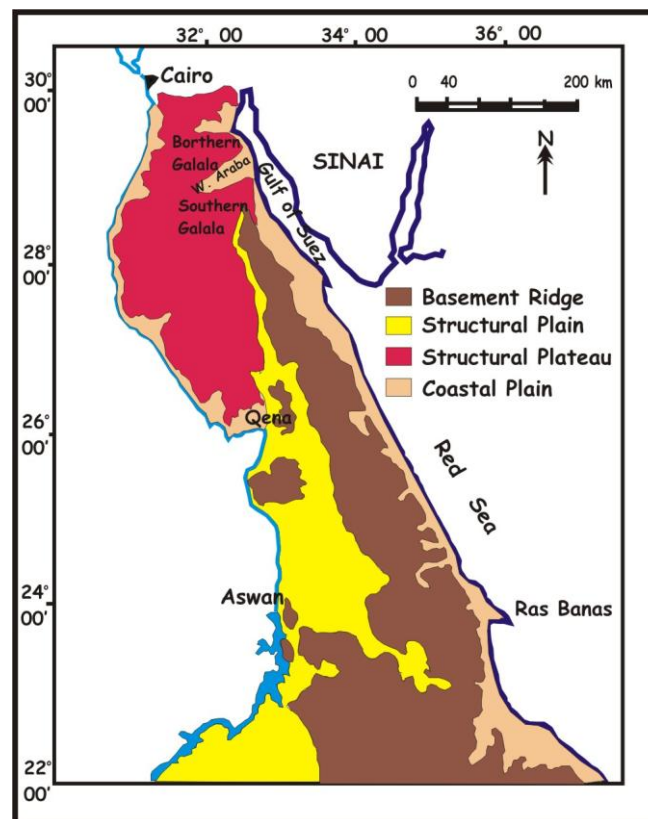 32° 00
34° 00
36° 00
30°
00'
Cairo
0 40 200 km
N
Borthern
Galala
W. Araba
Gulf of Suez
SINAI
Southern
Galala
28°
00'
Basement Ridge
Structural Plain
Structural Plateau
Coastal Plain
26°
00'
Qena
Red Sea
24°
00'
Aswan
Ras Banas
22°
00'